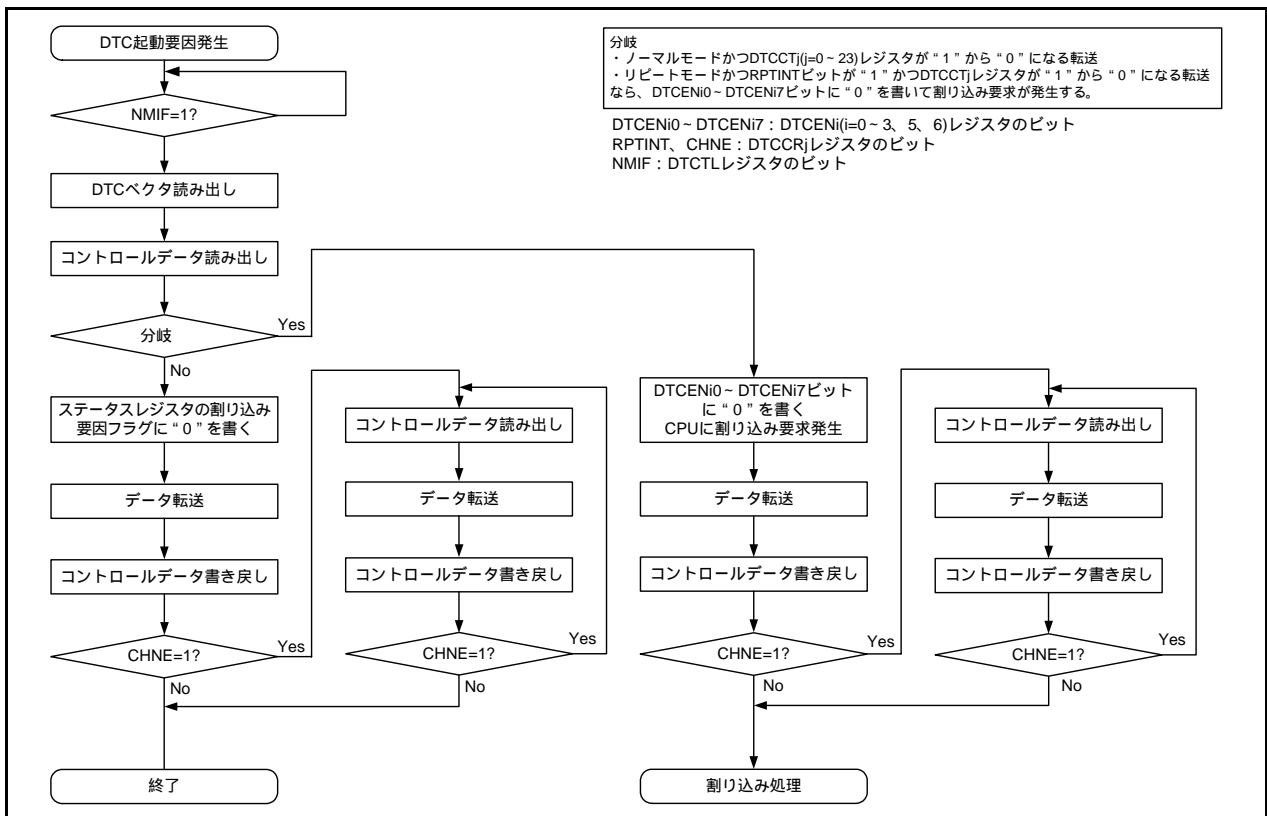 DTC起動要因発生
NMIF=1?
DTCベクタ読み出し
コントロールデータ読み出し
分岐
Yes
No
ステータスレジスタの割り込み
要因フラグに“0”を書く
データ転送
コントロールデータ書き戻し
CHNE=1?
Yes
No
終了
コントロールデータ読み出し
データ転送
コントロールデータ書き戻し
CHNE=1?
Yes
No
分岐
・ノーマルモードかつDTCCTj(j=0~23)レジスタが“1”から“0”になる転送
・リピートモードかつRPTINTビットが“1”かつDTCCTjレジスタが“1”から“0”になる転送
なら、DTCENi0~DTCENi7ビットに“0”を書いて割り込み要求が発生する。
DTCENi0~DTCENi7:DTCENi(i=0~3、5、6)レジスタのビット
RPTINT、CHNE:DTCCRjレジスタのビット
NMIF:DTCTLレジスタのビット
DTCENi0~DTCENi7ビット
に“0”を書く
CPUに割り込み要求発生
データ転送
コントロールデータ書き戻し
CHNE=1?
Yes
No
割り込み処理
コントロールデータ読み出し
データ転送
コントロールデータ書き戻し
CHNE=1?
Yes
No